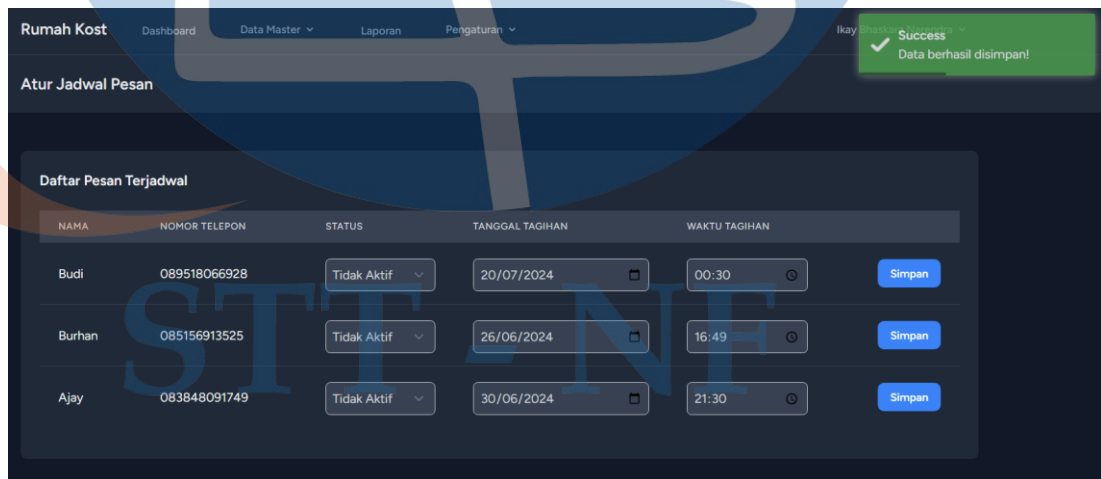 Rumah Kost Dashboard Data Master Laporan Pengaturan Ikay Bhaskara Narendra
Success
Data berhasil disimpan!
Atur Jadwal Pesan
Daftar Pesan Terjadwal
NAMA NOMOR TELEPON STATUS TANGGAL TAGIHAN WAKTU TAGIHAN
Budi 089518066928 Tidak Aktif 20/07/2024 00:30 Simpan
Burhan 085156913525 Tidak Aktif 26/06/2024 16:49 Simpan
Ajay 083848091749 Tidak Aktif 30/06/2024 21:30 Simpan
STT - NF